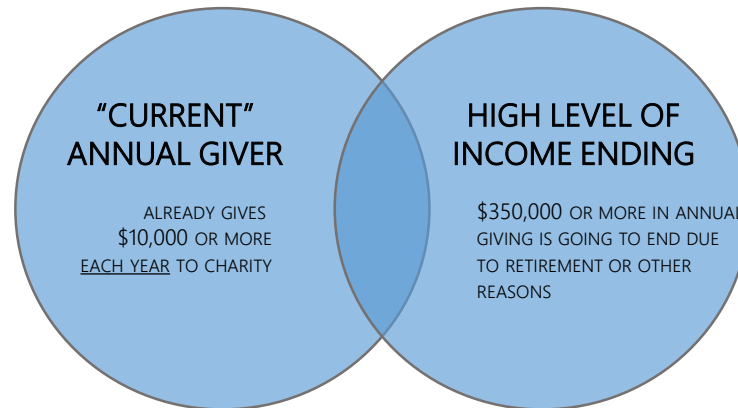 “CURRENT”
ANNUAL GIVER
ALREADY GIVES
$10,000 OR MORE
EACH YEAR TO CHARITY
HIGH LEVEL OF
INCOME ENDING
$350,000 OR MORE IN ANNUAL
GIVING IS GOING TO END DUE
TO RETIREMENT OR OTHER
REASONS